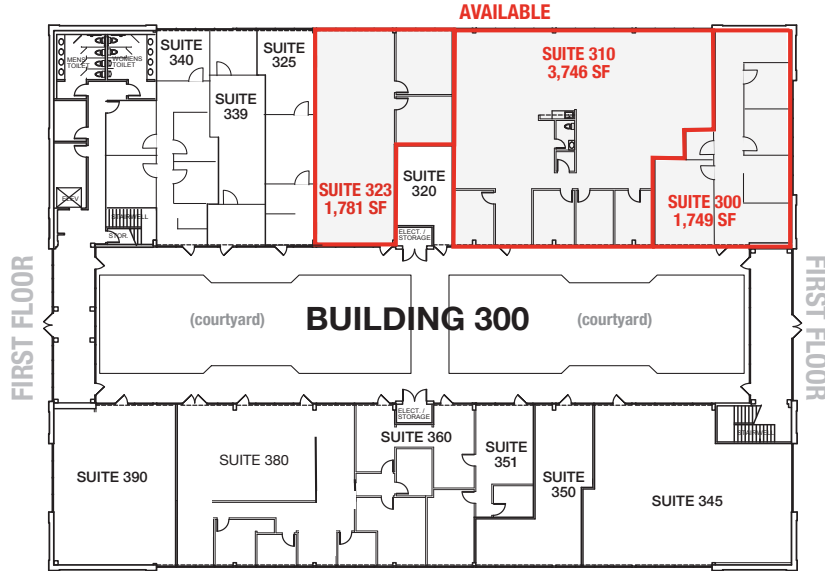 AVAILABLE
MENS
TOILET
WOMENS
TOILET
SUITE
340
SUITE
325
SUITE
339
SUITE 310
3,746 SF
SUITE 323
1,781 SF
SUITE
320
SUITE 300
1,749 SF
ELEV
STAIRWELL
STOR.
ELECT. /
STORAGE
FIRST FLOOR
(courtyard)
BUILDING 300
(courtyard)
FIRST FLOOR
ELECT. /
STORAGE
SUITE 390
SUITE 380
SUITE 360
SUITE
351
SUITE
350
SUITE 345
STAIRWELL